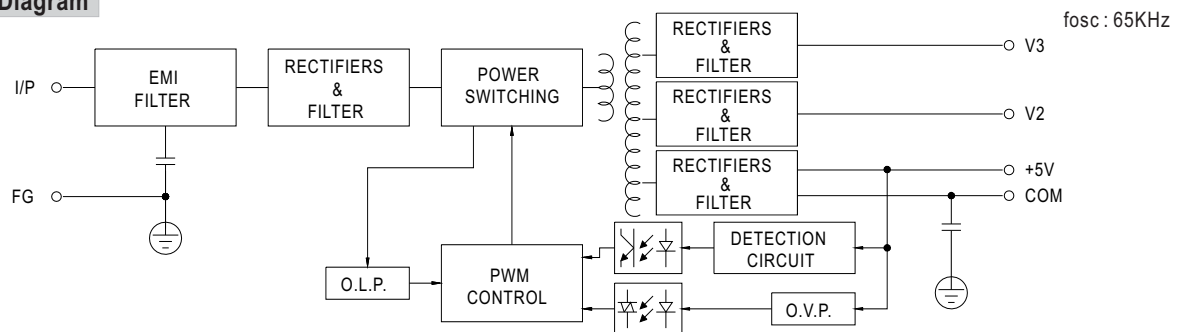 Diagram
fosc : 65KHz
I/P
EMI
FILTER
RECTIFIERS
&
FILTER
POWER
SWITCHING
RECTIFIERS
&
FILTER
V3
RECTIFIERS
&
FILTER
V2
RECTIFIERS
&
FILTER
+5V
COM
FG
O.L.P.
PWM
CONTROL
DETECTION
CIRCUIT
O.V.P.